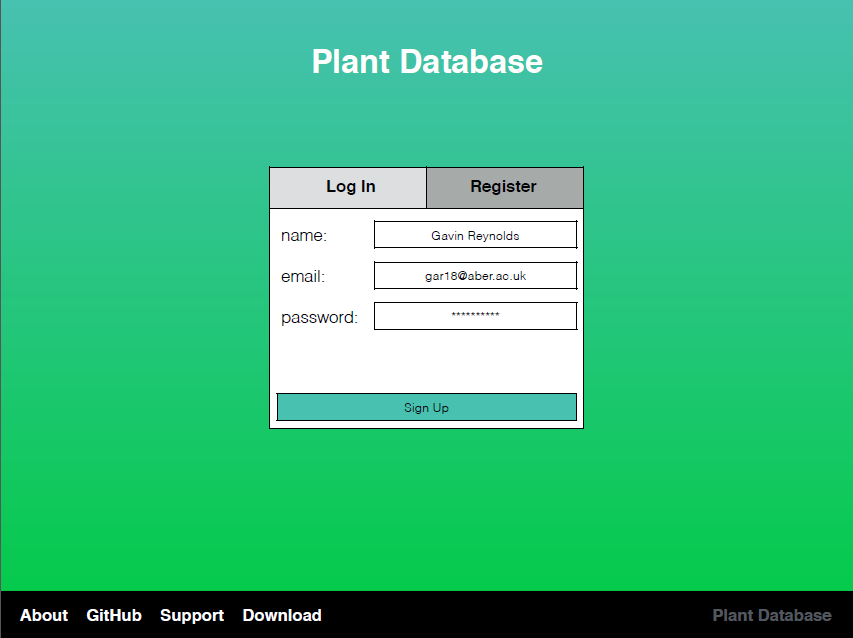 Plant Database
Log In Register
name: Gavin Reynolds
email: gar18@aber.ac.uk
password: **********
Sign Up
About GitHub Support Download Plant Database